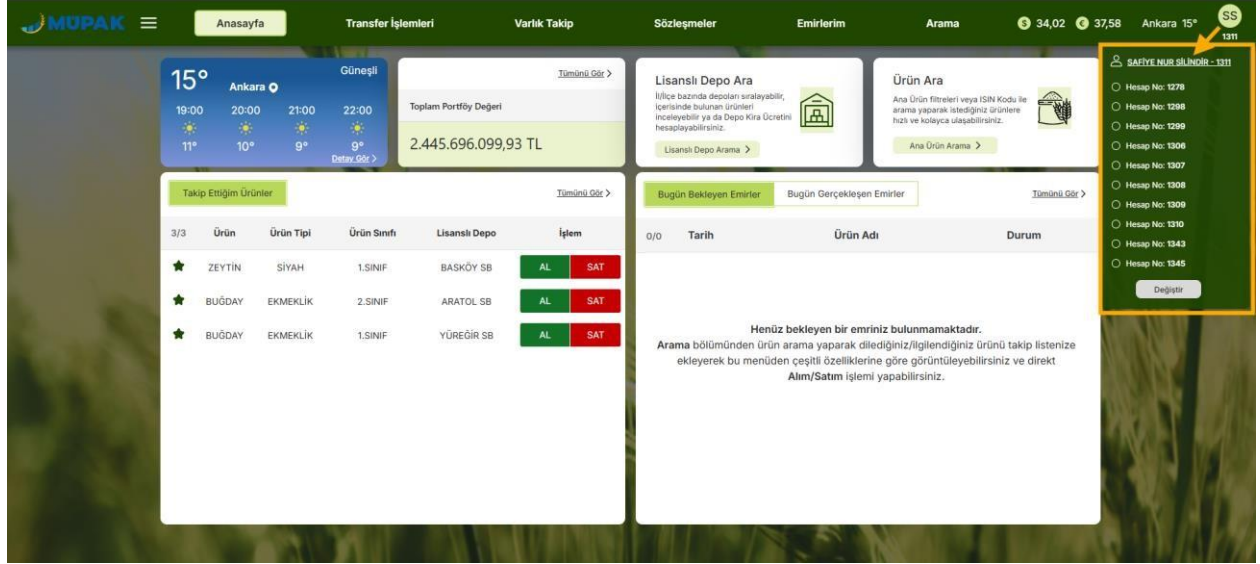 MÜPAK
Anasayfa
Transfer İşlemleri
Varlık Takip
Sözleşmeler
Emirlerim
Arama
$ 34,02 € 37,58 Ankara 15°
SS
1311
SAFİYE NUR SİLİNDİR - 1311
Hesap No: 1278
Hesap No: 1298
Hesap No: 1299
Hesap No: 1306
Hesap No: 1307
Hesap No: 1308
Hesap No: 1309
Hesap No: 1310
Hesap No: 1343
Hesap No: 1345
Değiştir
15° Ankara Güneşli
19:00 20:00 21:00 22:00
11° 10° 9° 9°
Detay Gör >
Tümünü Gör >
Toplam Portföy Değeri
2.445.696.099,93 TL
Lisanslı Depo Ara
İl/İlçe bazında depoları sıralayabilir,
içerisinde bulunan ürünleri
inceleyebilir ya da Depo Kira Ücretini
hesaplayabilirsiniz.
Lisanslı Depo Arama >
Ürün Ara
Ana Ürün filtreleri veya ISIN Kodu ile
arama yaparak istediğiniz ürünlere
hızlı ve kolayca ulaşabilirsiniz.
Ana Ürün Arama >
Takip Ettiğim Ürünler
Tümünü Gör >
3/3 Ürün Ürün Tipi Ürün Sınıfı Lisanslı Depo İşlem
ZEYTİN SİYAH 1.SINIF BASKÖY SB AL SAT
BUĞDAY EKMEKLİK 2.SINIF ARATOL SB AL SAT
BUĞDAY EKMEKLİK 1.SINIF YÜREĞİR SB AL SAT
Bugün Bekleyen Emirler
Bugün Gerçekleşen Emirler
Tümünü Gör >
0/0 Tarih Ürün Adı Durum
Henüz bekleyen bir emriniz bulunmamaktadır.
Arama bölümünden ürün arama yaparak dilediğiniz/ilgilendiğiniz ürünü takip listenize
ekleyerek bu menüden çeşitli özelliklerine göre görüntüleyebilirsiniz ve direkt
Alım/Satım işlemi yapabilirsiniz.